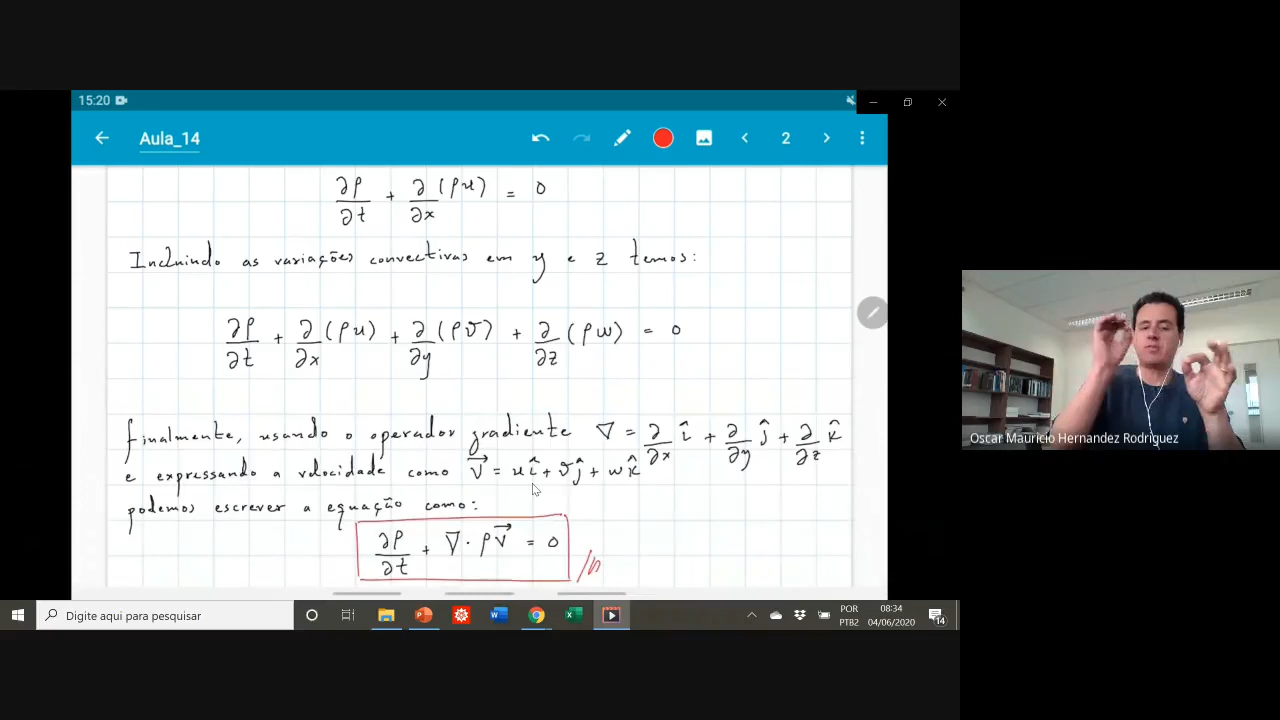 15:20
Aula_14
2
∂ρ/∂t + ∂/∂x (ρu) = 0
Incluindo as variações convectivas em y e z temos:
∂ρ/∂t + ∂/∂x (ρu) + ∂/∂y (ρv) + ∂/∂z (ρw) = 0
finalmente, usando o operador gradiente ∇ = ∂/∂x î + ∂/∂y ĵ + ∂/∂z k̂
e expressando a velocidade como V⃗ = uî + vĵ + wk̂
podemos escrever a equação como:
∂ρ/∂t + ∇ · ρV⃗ = 0
Oscar Mauricio Hernandez Rodriguez
Digite aqui para pesquisar
POR
PTB2
08:34
04/06/2020
14